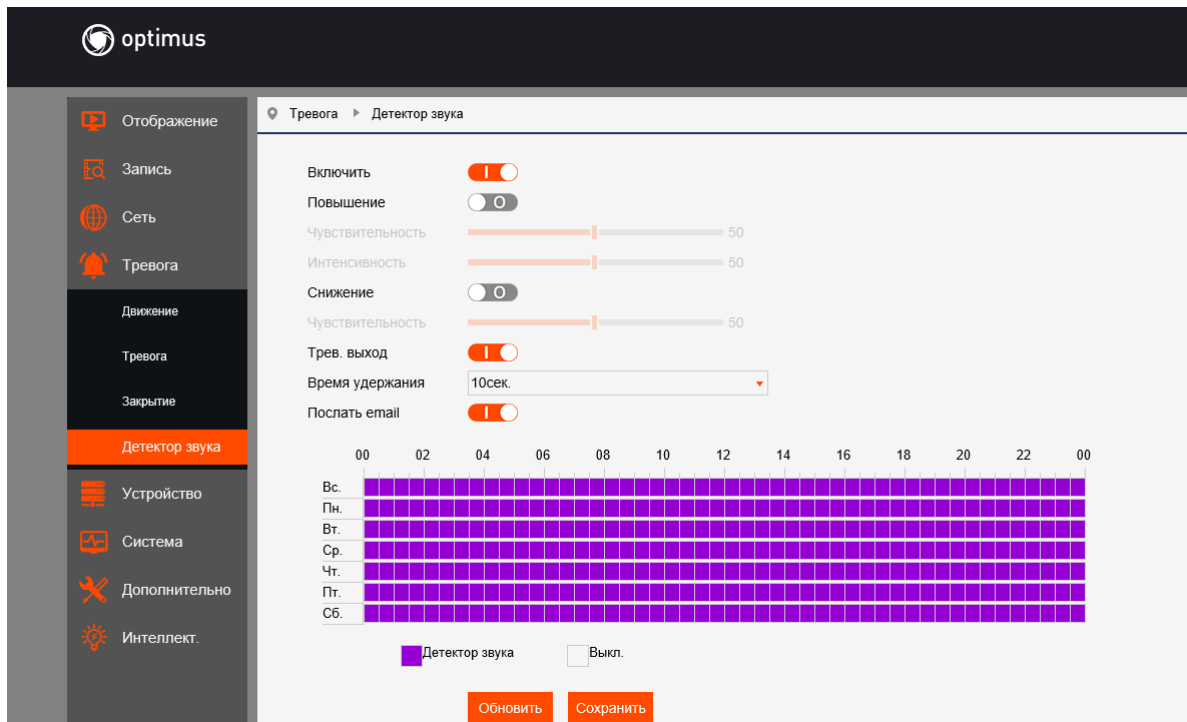 optimus
Отображение
Запись
Сеть
Тревога
Движение
Тревога
Закрытие
Детектор звука
Устройство
Система
Дополнительно
Интеллект.
Тревога Детектор звука
Включить
Повышение O
Чувствительность 50
Интенсивность 50
Снижение O
Чувствительность 50
Трев. выход
Время удержания 10сек.
Послать email
00 02 04 06 08 10 12 14 16 18 20 22 00
Вс.
Пн.
Вт.
Ср.
Чт.
Пт.
Сб.
Детектор звука Выкл.
Обновить Сохранить